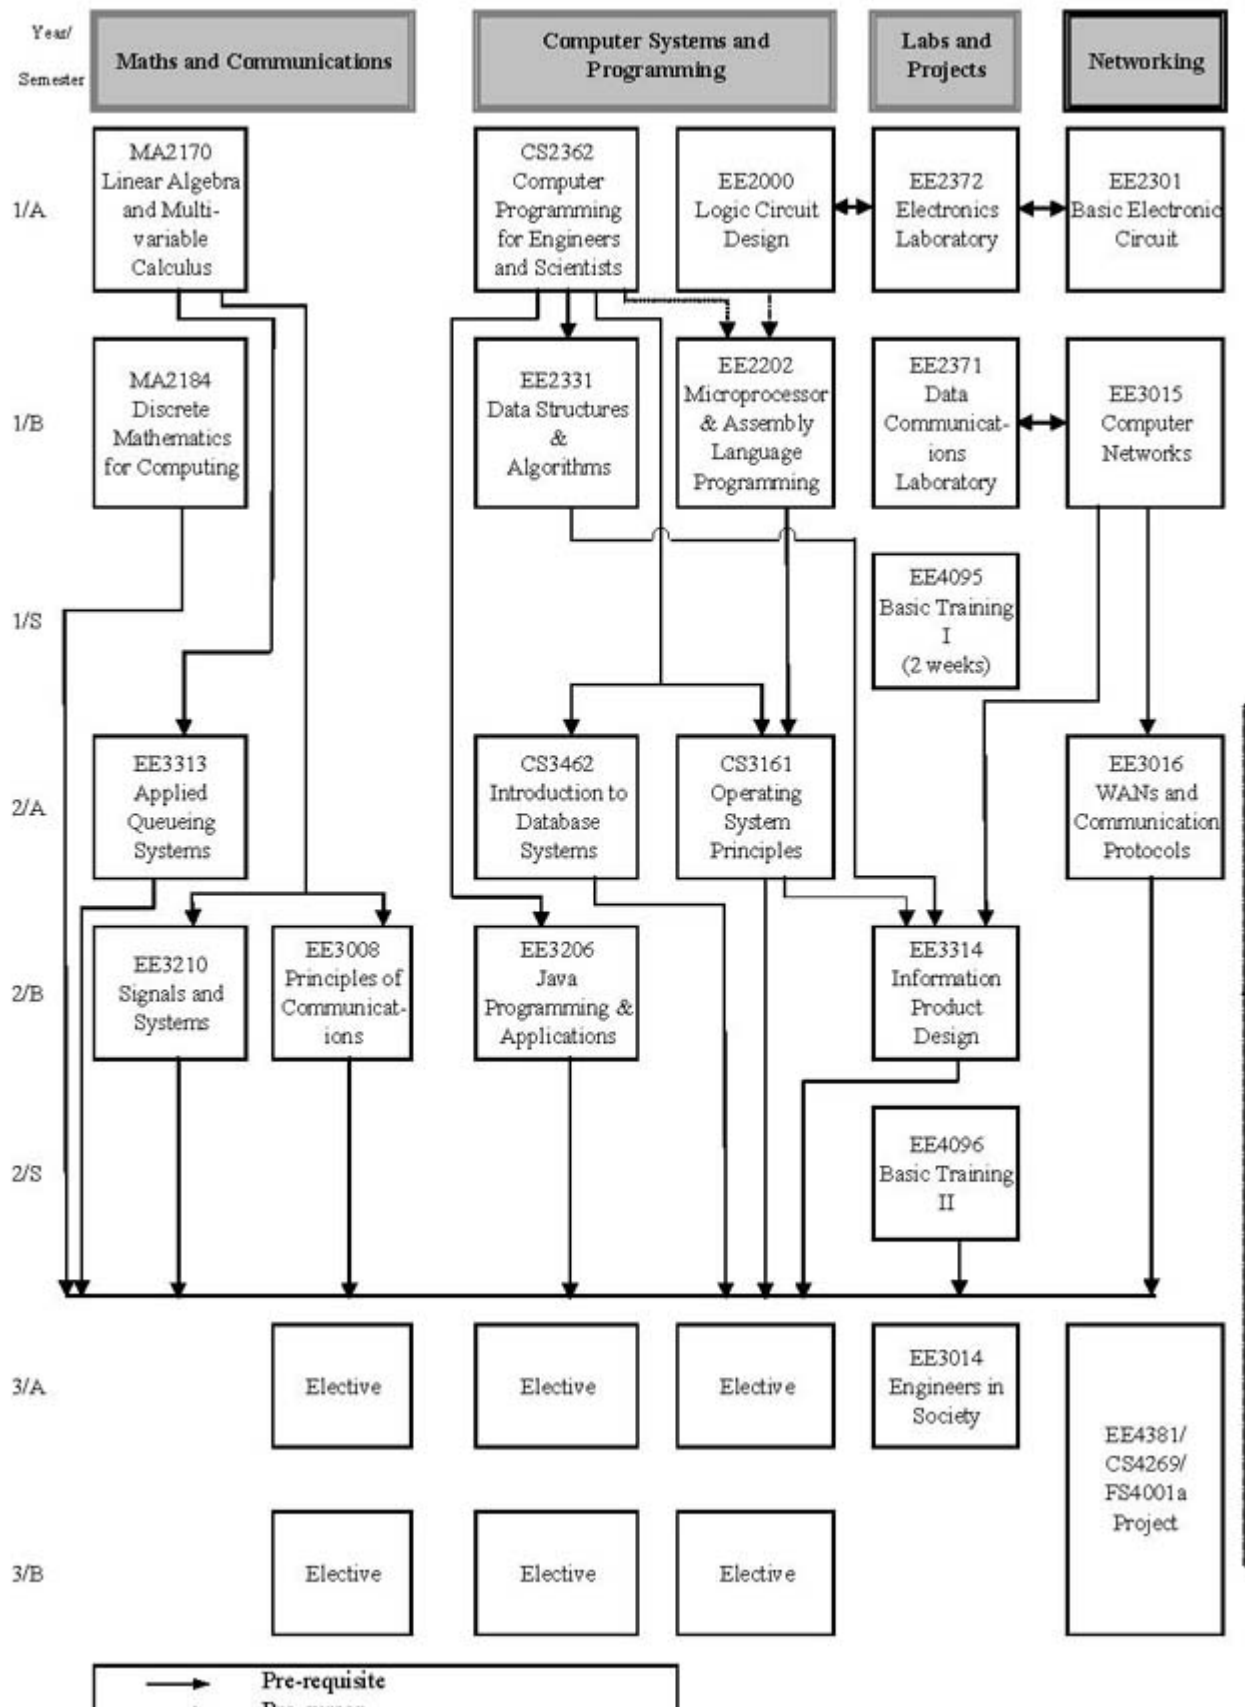 Year/
Semester
Maths and Communications
Computer Systems and
Programming
Labs and
Projects
Networking
1/A
MA2170
Linear Algebra
and Multi-
variable
Calculus
CS2362
Computer
Programming
for Engineers
and Scientists
EE2000
Logic Circuit
Design
EE2372
Electronics
Laboratory
EE2301
Basic Electronic
Circuit
1/B
MA2184
Discrete
Mathematics
for Computing
EE2331
Data Structures
&
Algorithms
EE2202
Microprocessor
& Assembly
Language
Programming
EE2371
Data
Communicat-
ions
Laboratory
EE3015
Computer
Networks
1/S
EE4095
Basic Training
I
(2 weeks)
2/A
EE3313
Applied
Queueing
Systems
CS3462
Introduction to
Database
Systems
CS3161
Operating
System
Principles
EE3016
WANs and
Communication
Protocols
2/B
EE3210
Signals and
Systems
EE3008
Principles of
Communicat-
ions
EE3206
Java
Programming &
Applications
EE3314
Information
Product
Design
2/S
EE4096
Basic Training
II
3/A
Elective
Elective
Elective
EE3014
Engineers in
Society
EE4381/
CS4269/
FS4001a
Project
3/B
Elective
Elective
Elective
Pre-requisite